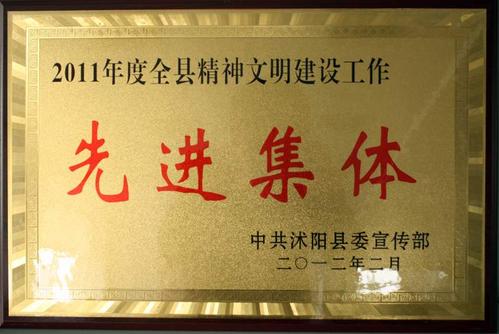 2011年度全县精神文明建设工作
先进集体
中共沭阳县委宣传部
二〇一二年二月